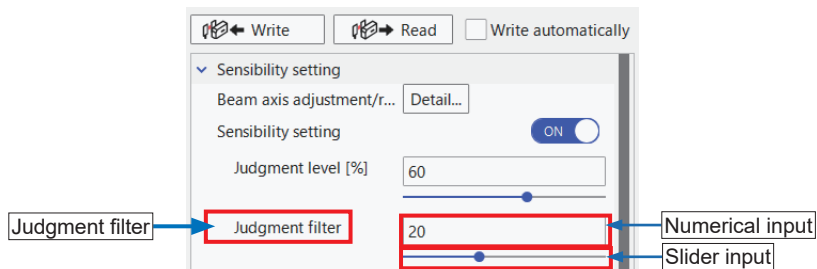 Write
Read
Write automatically
Sensibility setting
Beam axis adjustment/r...
Detail...
Sensibility setting
ON
Judgment level [%]
60
Judgment filter
Judgment filter
20
Numerical input
Slider input